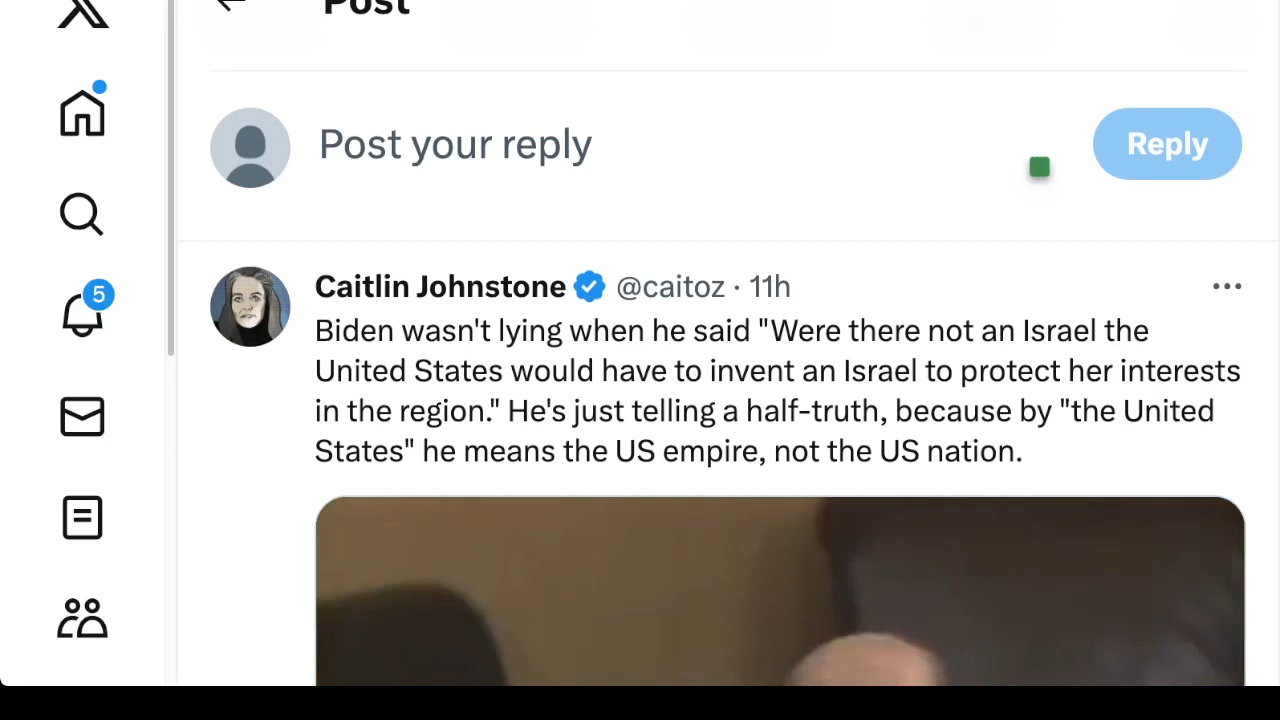 Post
Post your reply
Reply
5
Caitlin Johnstone @caitoz · 11h
Biden wasn't lying when he said "Were there not an Israel the
United States would have to invent an Israel to protect her interests
in the region." He's just telling a half-truth, because by "the United
States" he means the US empire, not the US nation.